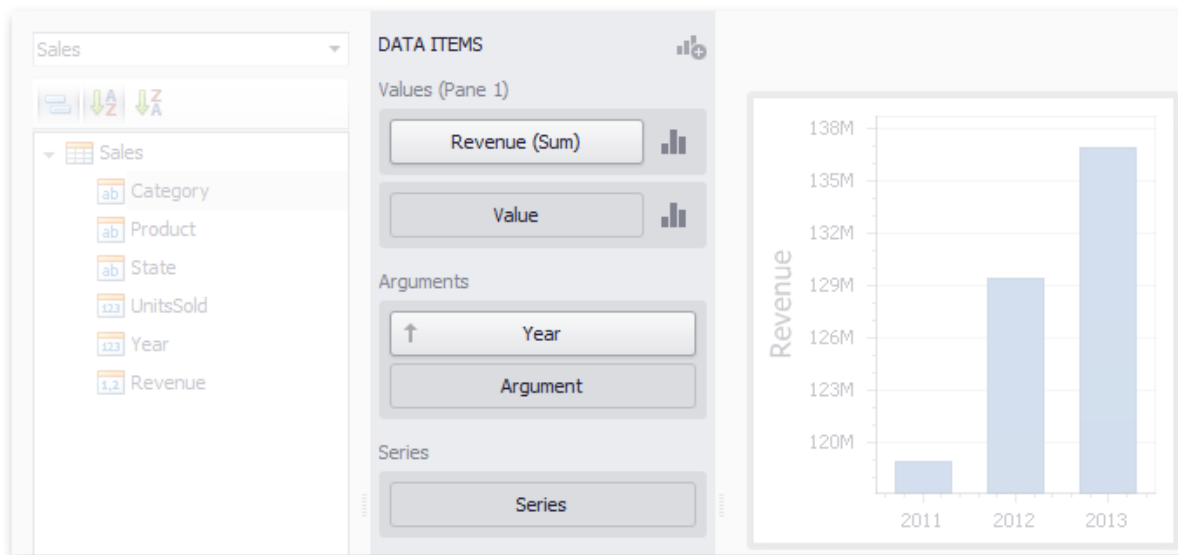 Sales
Sales
Category
Product
State
UnitsSold
Year
Revenue
DATA ITEMS
Values (Pane 1)
Revenue (Sum)
Value
Arguments
Year
Argument
Series
Series
Revenue
138M
135M
132M
129M
126M
123M
120M
2011 2012 2013